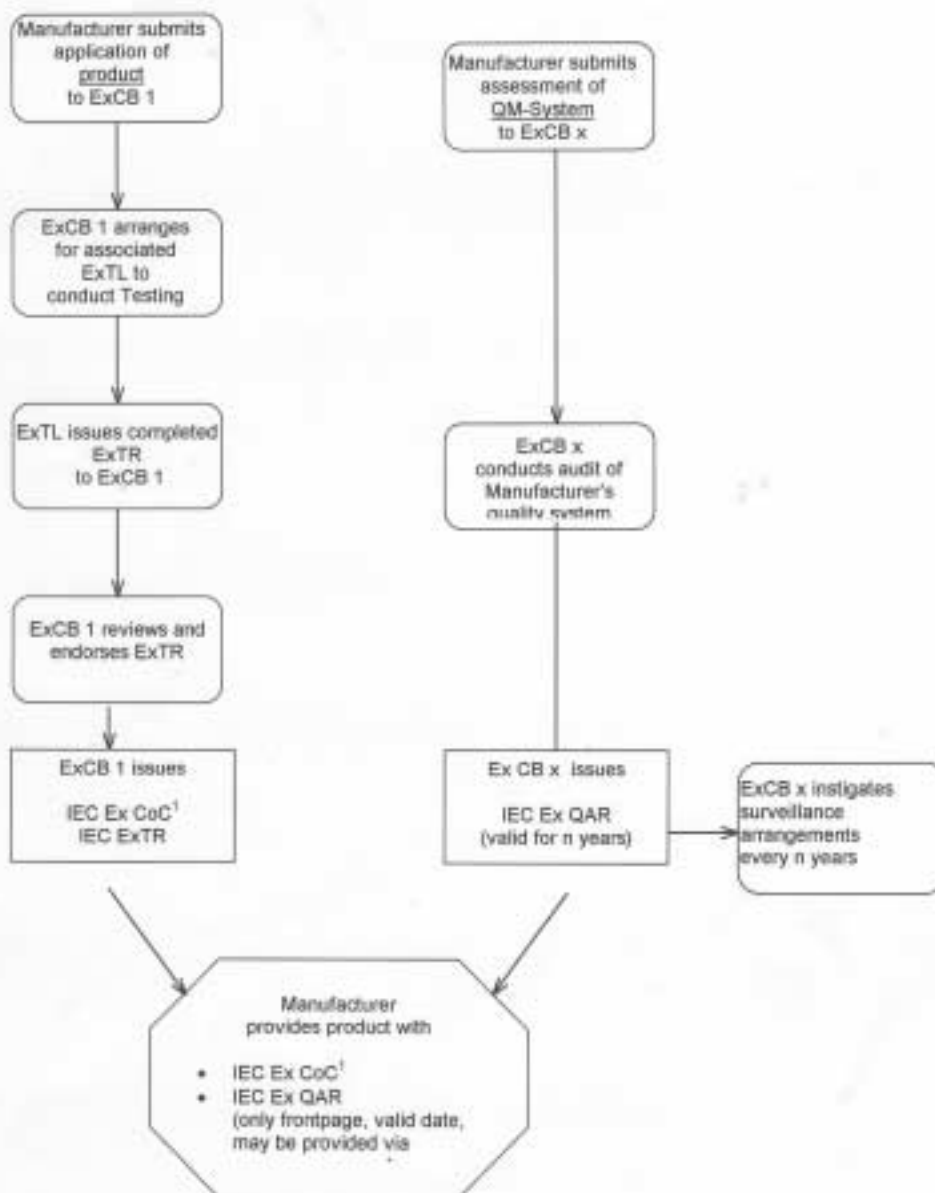 Manufacturer submits
application of
product
to ExCB 1
ExCB 1 arranges
for associated
ExTL to
conduct Testing
ExTL issues completed
ExTR
to ExCB 1
ExCB 1 reviews and
endorses ExTR
ExCB 1 issues
IEC Ex CoC¹
IEC ExTR
Manufacturer submits
assessment of
QM-System
to ExCB x
ExCB x
conducts audit of
Manufacturer's
quality system
Ex CB x issues
IEC Ex QAR
(valid for n years)
ExCB x instigates
surveillance
arrangements
every n years
Manufacturer
provides product with
• IEC Ex CoC¹
• IEC Ex QAR
(only frontpage, valid date,
may be provided via